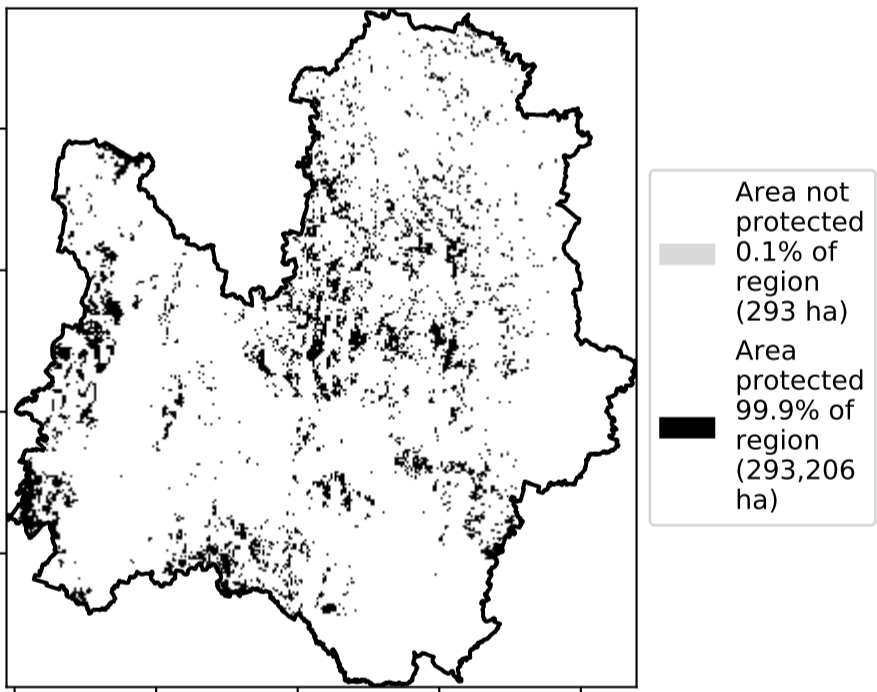 Area not
protected
0.1% of
region
(293 ha)
Area
protected
99.9% of
region
(293,206
ha)